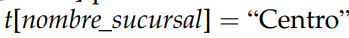 t[nombre_sucursal] = “Centro”